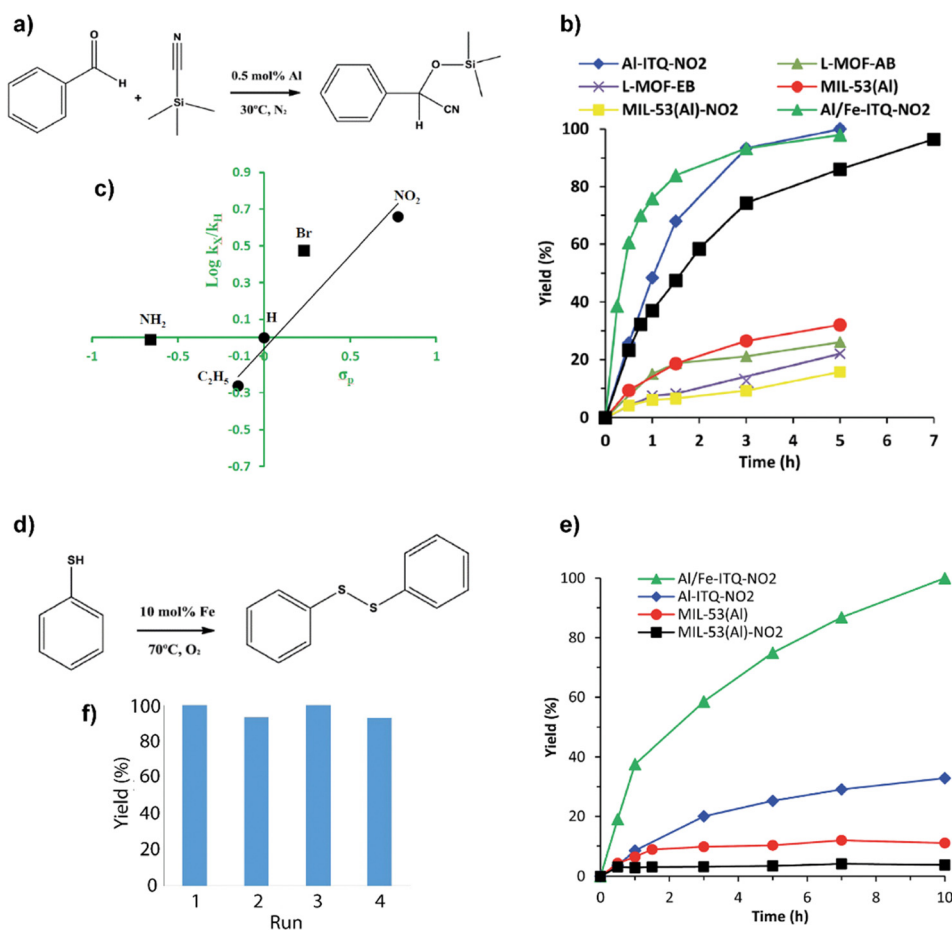 a)
O
H
+
N
Si
0.5 mol% Al
30ºC, N₂
O
Si
CN
H
b)
Al-ITQ-NO2
L-MOF-AB
L-MOF-EB
MIL-53(Al)
MIL-53(Al)-NO2
Al/Fe-ITQ-NO2
100
80
60
40
20
0
Yield (%)
0
1
2
3
4
5
6
7
Time (h)
c)
0.9
0.7
0.5
0.3
0.1
-0.1
-0.3
-0.5
-0.7
Log kX/kH
NO₂
Br
H
NH₂
C₂H₅
-1
-0.5
0
0.5
1
σp
d)
SH
10 mol% Fe
70ºC, O₂
S
S
e)
Al/Fe-ITQ-NO2
Al-ITQ-NO2
MIL-53(Al)
MIL-53(Al)-NO2
100
80
60
40
20
0
Yield (%)
0
2
4
6
8
10
Time (h)
f)
100
80
60
40
20
0
Yield (%)
1
2
3
4
Run